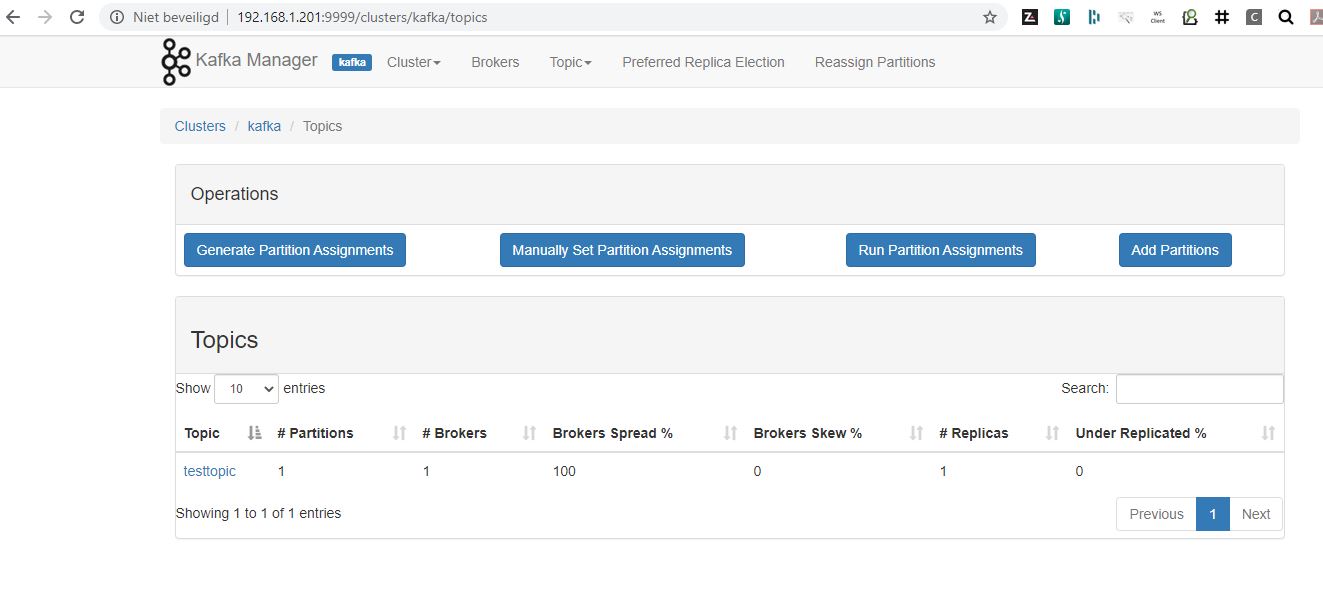 Niet beveiligd 192.168.1.201:9999/clusters/kafka/topics
WS Client
C
Kafka Manager kafka Cluster Brokers Topic Preferred Replica Election Reassign Partitions
Clusters / kafka / Topics
Operations
Generate Partition Assignments Manually Set Partition Assignments Run Partition Assignments Add Partitions
Topics
Show 10 entries Search:
Topic # Partitions # Brokers Brokers Spread % Brokers Skew % # Replicas Under Replicated %
testtopic 1 1 100 0 1 0
Showing 1 to 1 of 1 entries Previous 1 Next